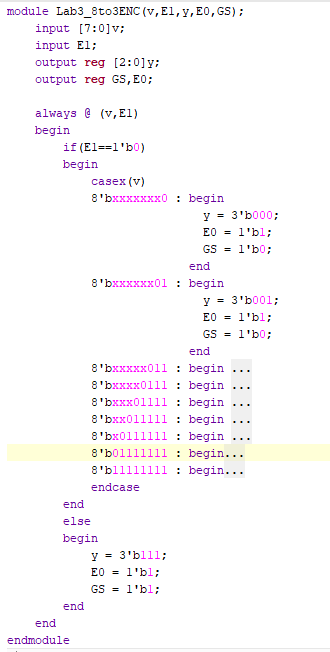 module Lab3_8to3ENC(v,E1,y,E0,GS);
    input [7:0]v;
    input E1;
    output reg [2:0]y;
    output reg GS,E0;

    always @ (v,E1)
    begin
        if(E1==1'b0)
        begin
            casex(v)
            8'bxxxxxxx0 : begin
                            y = 3'b000;
                            E0 = 1'b1;
                            GS = 1'b0;
                          end
            8'bxxxxxx01 : begin
                            y = 3'b001;
                            E0 = 1'b1;
                            GS = 1'b0;
                          end
            8'bxxxxx011 : begin ...
            8'bxxxx0111 : begin ...
            8'bxxx01111 : begin ...
            8'bxx011111 : begin ...
            8'bx0111111 : begin ...
            8'b01111111 : begin...
            8'b11111111 : begin...
            endcase
        end
        else
        begin
            y = 3'b111;
            E0 = 1'b1;
            GS = 1'b1;
        end
    end
endmodule